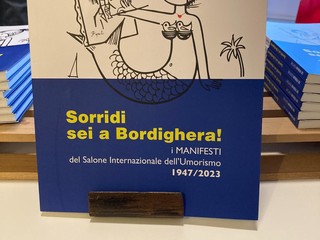 Sorridi
sei a Bordighera!
i MANIFESTI
del Salone Internazionale dell'Umorismo
1947/2023